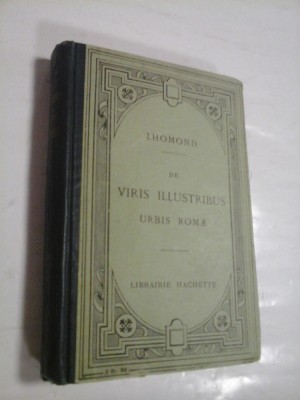 LHOMOND
DE
VIRIS ILLUSTRIBUS
URBIS ROMÆ
LIBRAIRIE HACHETTE